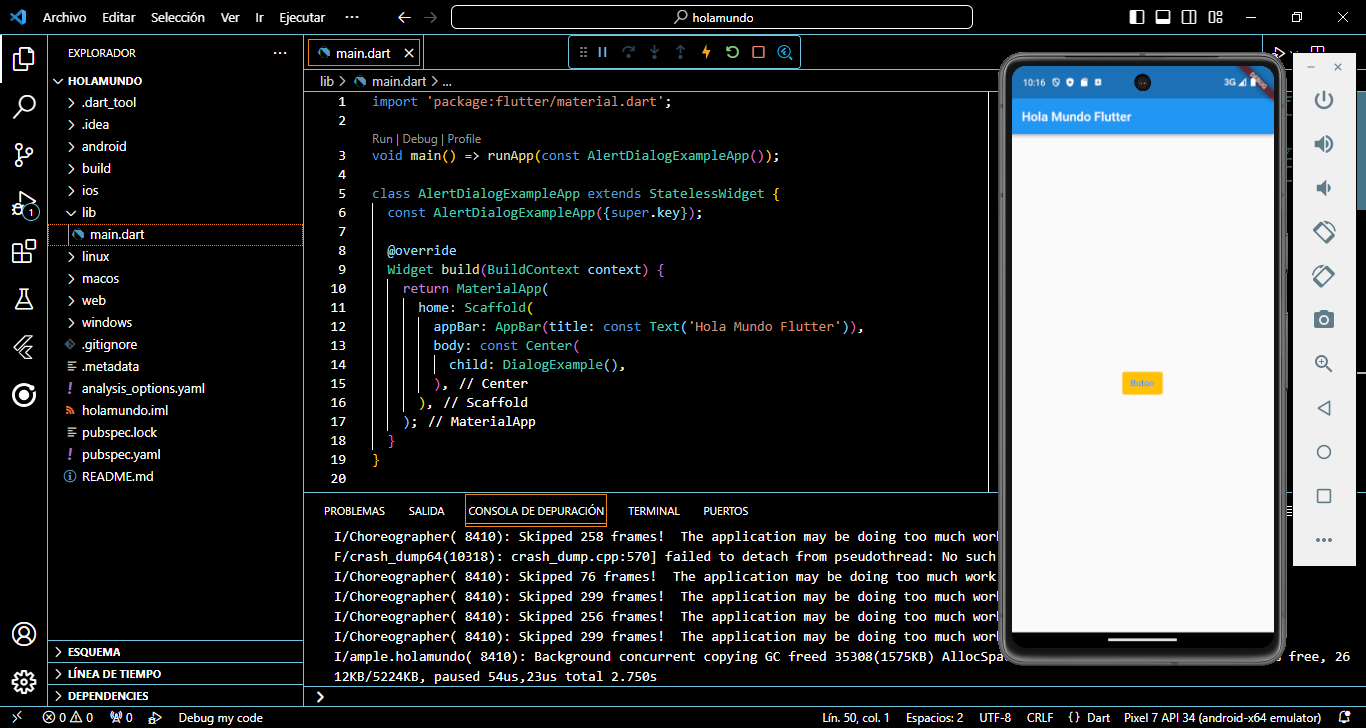 Archivo Editar Selección Ver Ir Ejecutar ··· holamundo
EXPLORADOR ···
HOLAMUNDO
.dart_tool
.idea
android
build
ios
lib
main.dart
linux
macos
web
windows
.gitignore
.metadata
! analysis_options.yaml
holamundo.iml
pubspec.lock
! pubspec.yaml
README.md
ESQUEMA
LÍNEA DE TIEMPO
DEPENDENCIES
1
main.dart
lib > main.dart > ...
1 import 'package:flutter/material.dart';
2
Run | Debug | Profile
3 void main() => runApp(const AlertDialogExampleApp());
4
5 class AlertDialogExampleApp extends StatelessWidget {
6 const AlertDialogExampleApp({super.key});
7
8 @override
9 Widget build(BuildContext context) {
10 return MaterialApp(
11 home: Scaffold(
12 appBar: AppBar(title: const Text('Hola Mundo Flutter')),
13 body: const Center(
14 child: DialogExample(),
15 ), // Center
16 ), // Scaffold
17 ); // MaterialApp
18 }
19 }
20
PROBLEMAS SALIDA CONSOLA DE DEPURACIÓN TERMINAL PUERTOS
I/Choreographer( 8410): Skipped 258 frames! The application may be doing too much work
F/crash_dump64(10318): crash_dump.cpp:570] failed to detach from pseudothread: No such
I/Choreographer( 8410): Skipped 76 frames! The application may be doing too much work
I/Choreographer( 8410): Skipped 299 frames! The application may be doing too much work
I/Choreographer( 8410): Skipped 256 frames! The application may be doing too much work
I/Choreographer( 8410): Skipped 299 frames! The application may be doing too much work
I/ample.holamundo( 8410): Background concurrent copying GC freed 35308(1575KB) AllocSpa s free, 26
12KB/5224KB, paused 54us,23us total 2.750s
10:16 3G
DEBUG
Hola Mundo Flutter
Boton
0 0 0 Debug my code Lín. 50, col. 1 Espacios: 2 UTF-8 CRLF {} Dart Pixel 7 API 34 (android-x64 emulator)